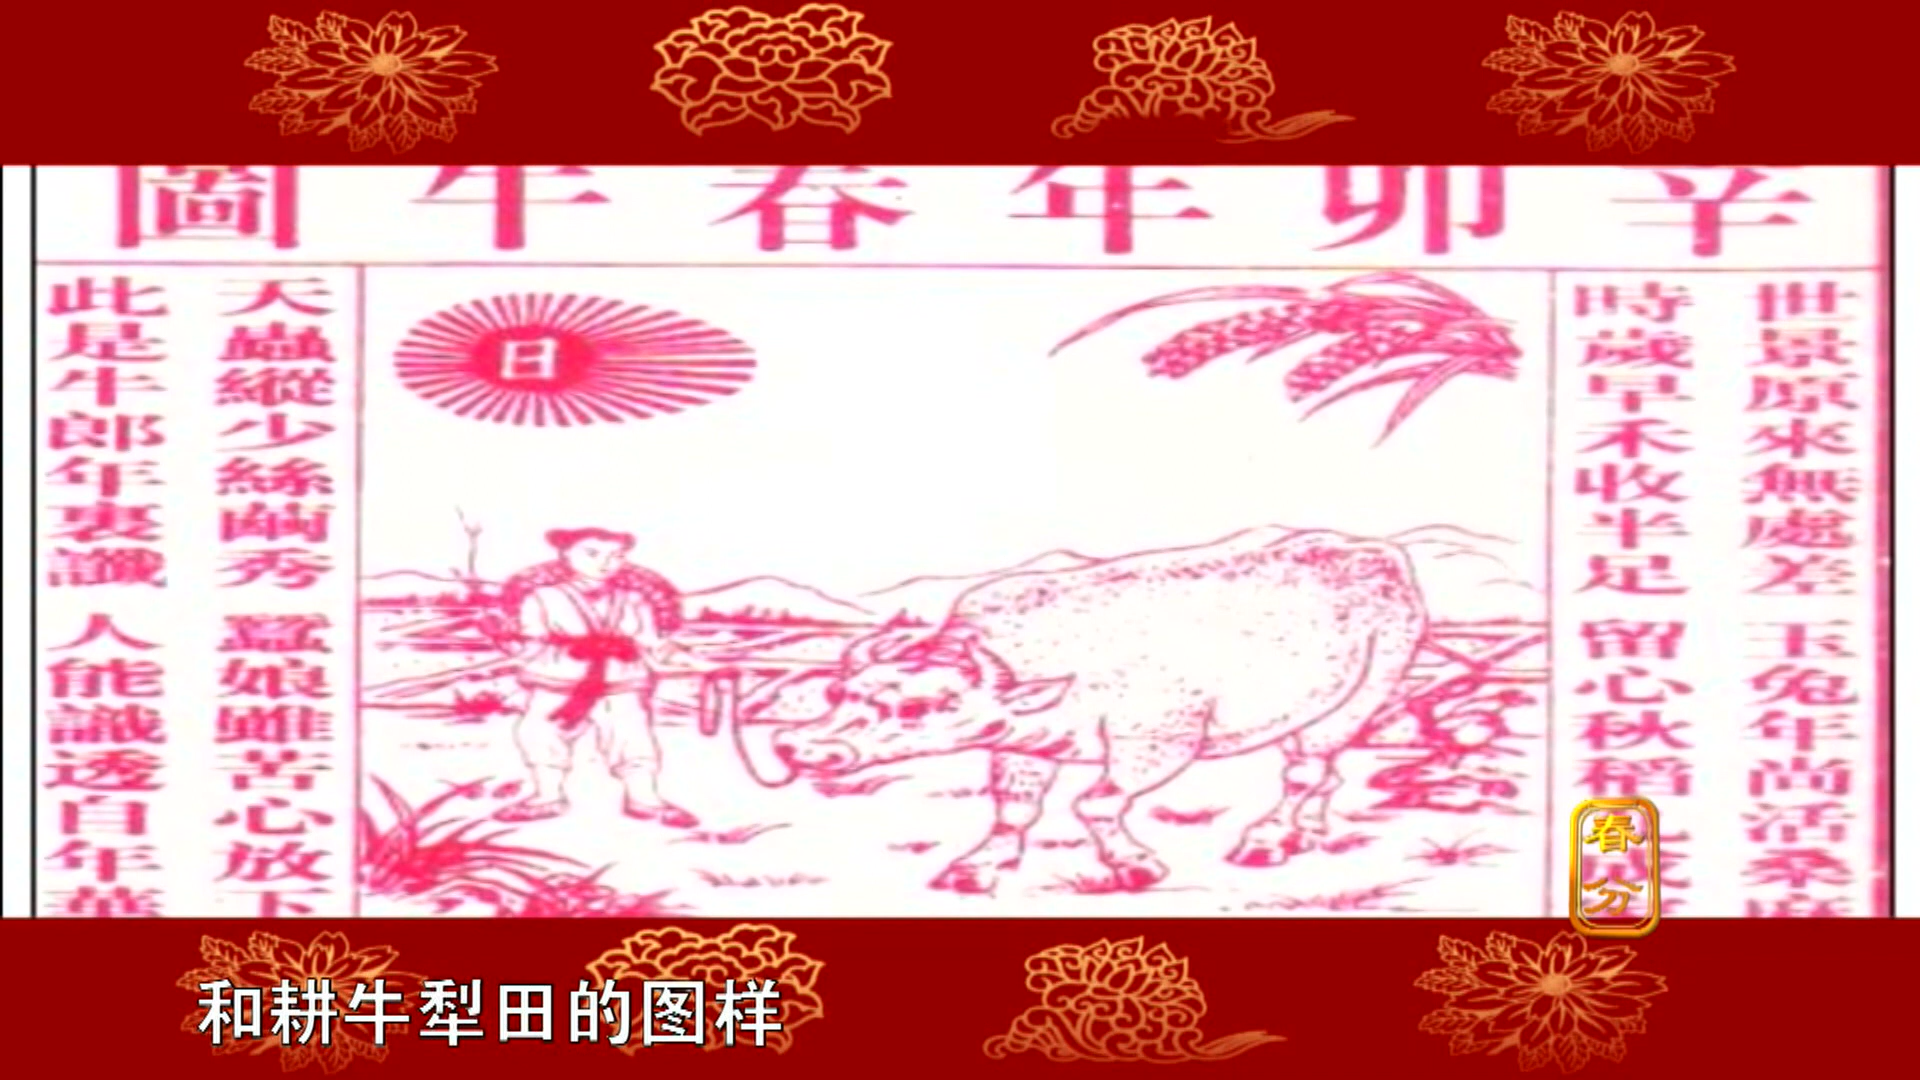 辛卯年春牛圖
世景原來無處差 玉兔年尚活桑麻
時歲早禾收半足 留心秋稻
日
天蟲縱少絲繭秀 蠶娘雖苦心放下
此是牛郎年裏讖 人能識透自年
春分
和耕牛犁田的图样